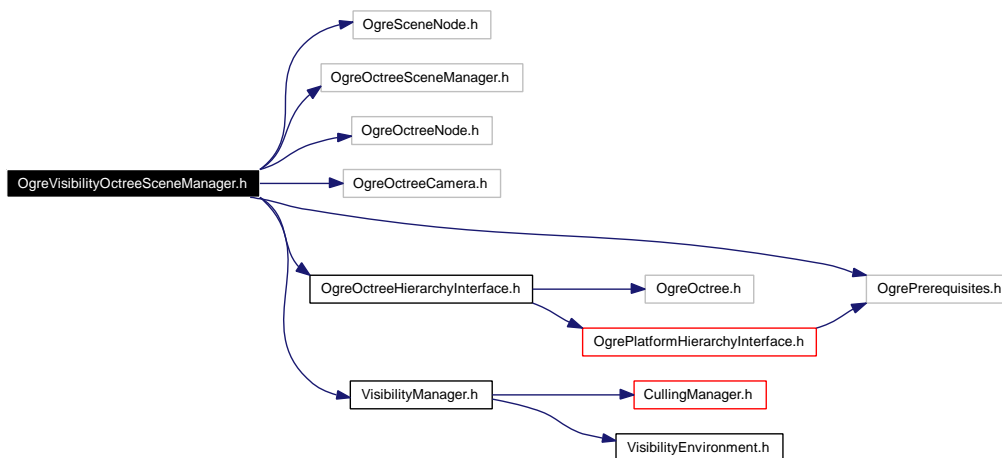 OgreSceneNode.h
OgreOctreeSceneManager.h
OgreOctreeNode.h
OgreVisibilityOctreeSceneManager.h
OgreOctreeCamera.h
OgreOctreeHierarchyInterface.h
OgreOctree.h
OgrePrerequisites.h
OgrePlatformHierarchyInterface.h
VisibilityManager.h
CullingManager.h
VisibilityEnvironment.h